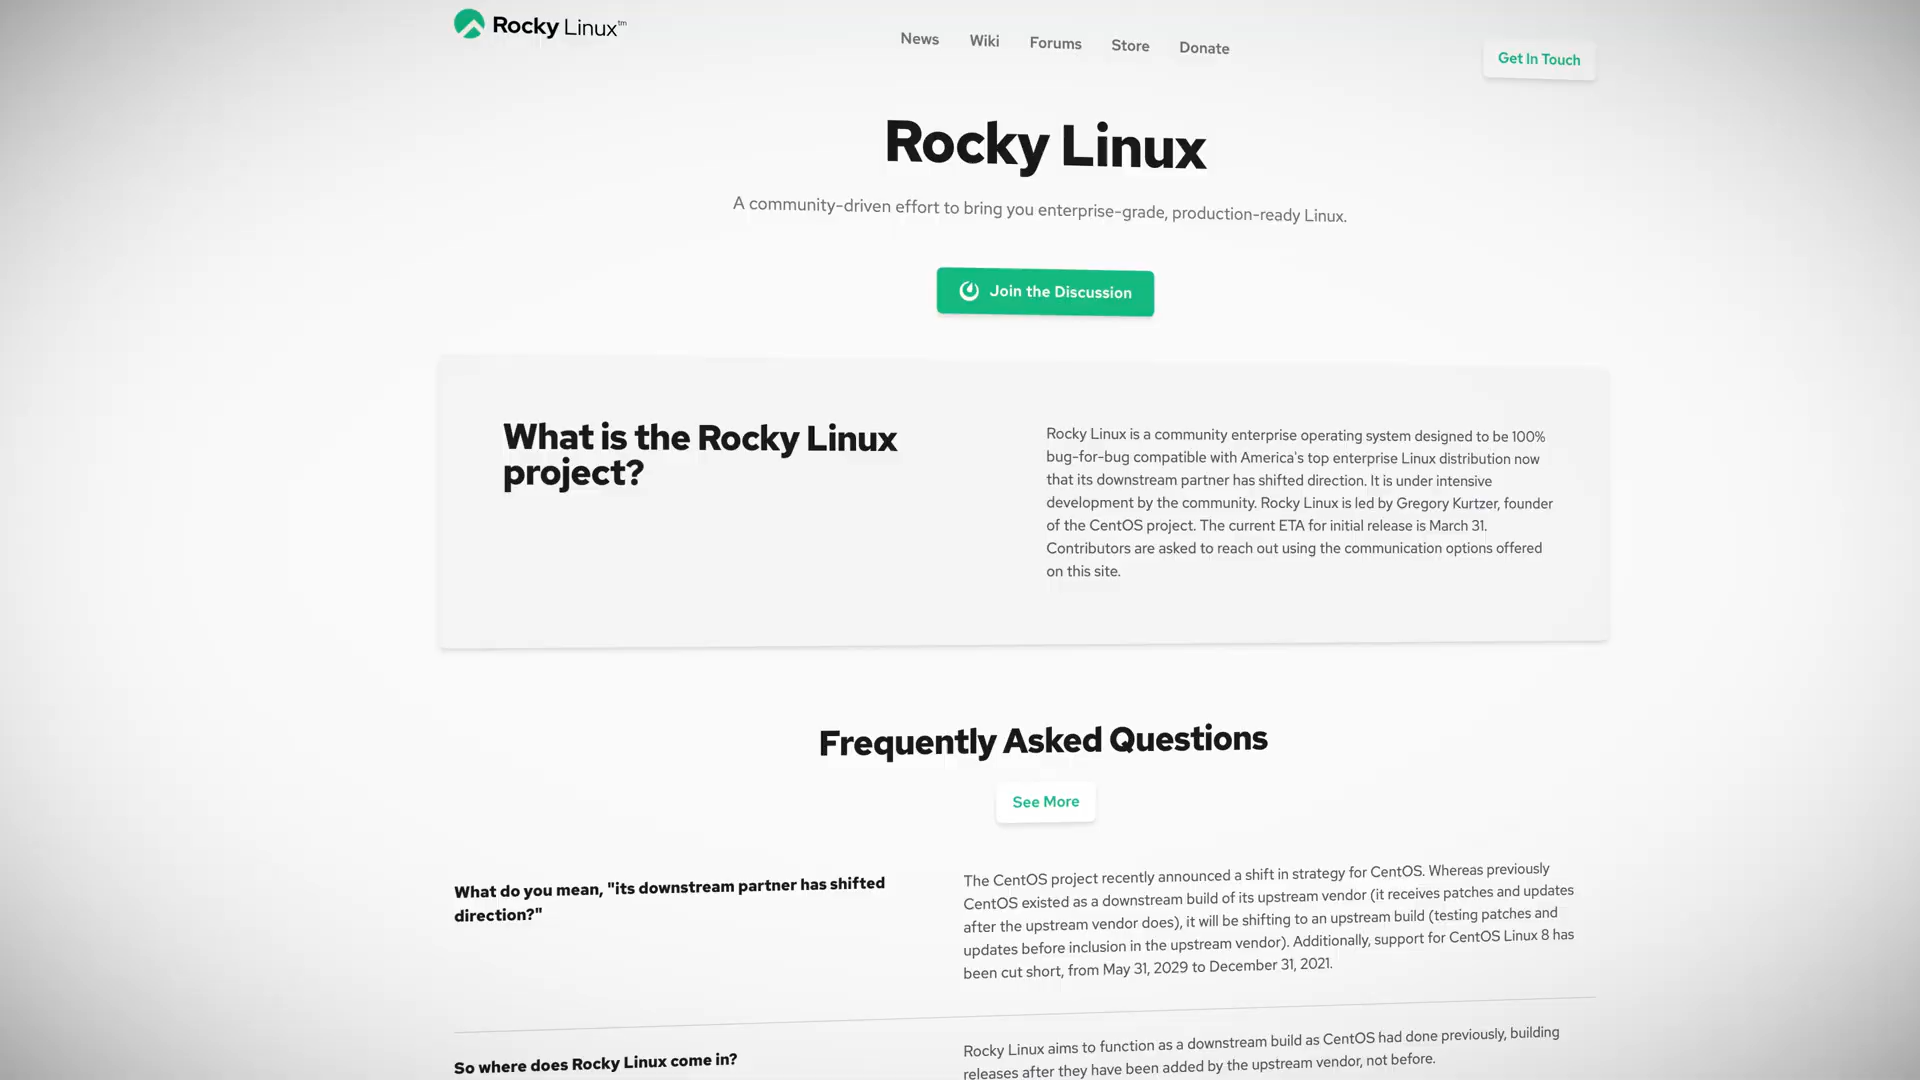 Rocky Linux™
News
Wiki
Forums
Store
Donate
Get In Touch
Rocky Linux
A community-driven effort to bring you enterprise-grade, production-ready Linux.
Join the Discussion
What is the Rocky Linux
project?
Rocky Linux is a community enterprise operating system designed to be 100%
bug-for-bug compatible with America's top enterprise Linux distribution now
that its downstream partner has shifted direction. It is under intensive
development by the community. Rocky Linux is led by Gregory Kurtzer, founder
of the CentOS project. The current ETA for initial release is March 31.
Contributors are asked to reach out using the communication options offered
on this site.
Frequently Asked Questions
See More
What do you mean, "its downstream partner has shifted
direction?"
The CentOS project recently announced a shift in strategy for CentOS. Whereas previously
CentOS existed as a downstream build of its upstream vendor (it receives patches and updates
after the upstream vendor does), it will be shifting to an upstream build (testing patches and
updates before inclusion in the upstream vendor). Additionally, support for CentOS Linux 8 has
been cut short, from May 31, 2029 to December 31, 2021.
So where does Rocky Linux come in?
Rocky Linux aims to function as a downstream build as CentOS had done previously, building
releases after they have been added by the upstream vendor, not before.